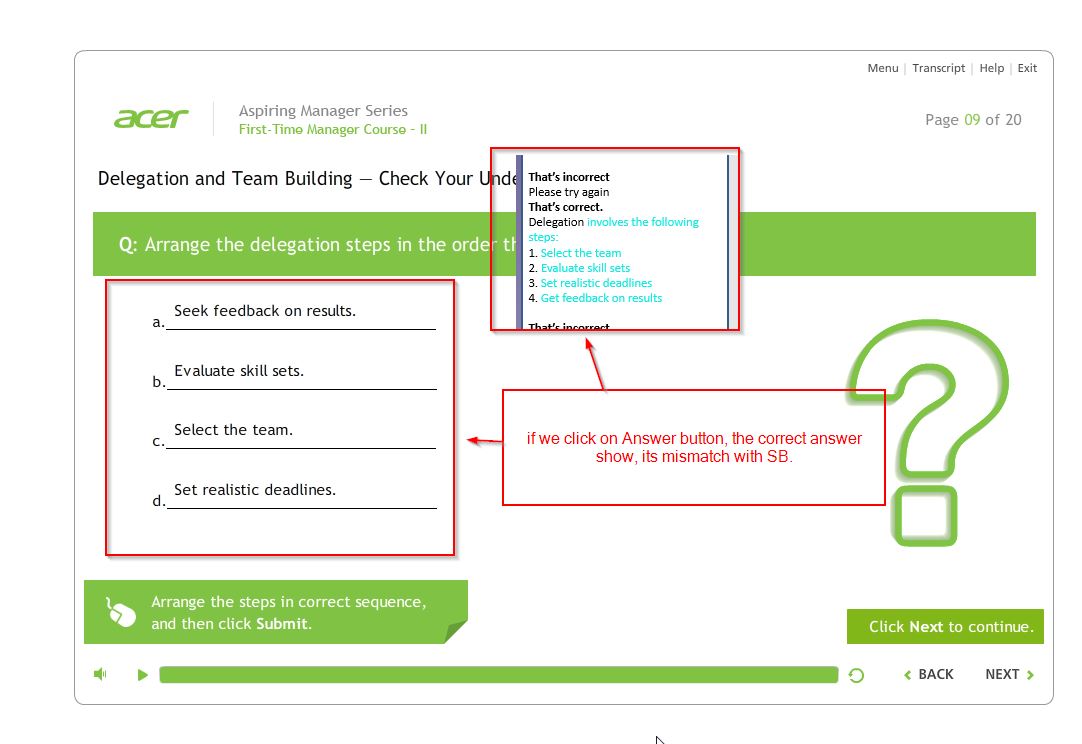 Menu | Transcript | Help | Exit
acer
Aspiring Manager Series
First-Time Manager Course - II
Page 09 of 20
Delegation and Team Building — Check Your Unde
That's incorrect
Please try again
That's correct.
Delegation involves the following
steps:
1. Select the team
2. Evaluate skill sets
3. Set realistic deadlines
4. Get feedback on results
That's incorrect
Q: Arrange the delegation steps in the order th
a. Seek feedback on results.
b. Evaluate skill sets.
c. Select the team.
d. Set realistic deadlines.
if we click on Answer button, the correct answer
show, its mismatch with SB.
Arrange the steps in correct sequence,
and then click Submit.
Click Next to continue.
BACK NEXT